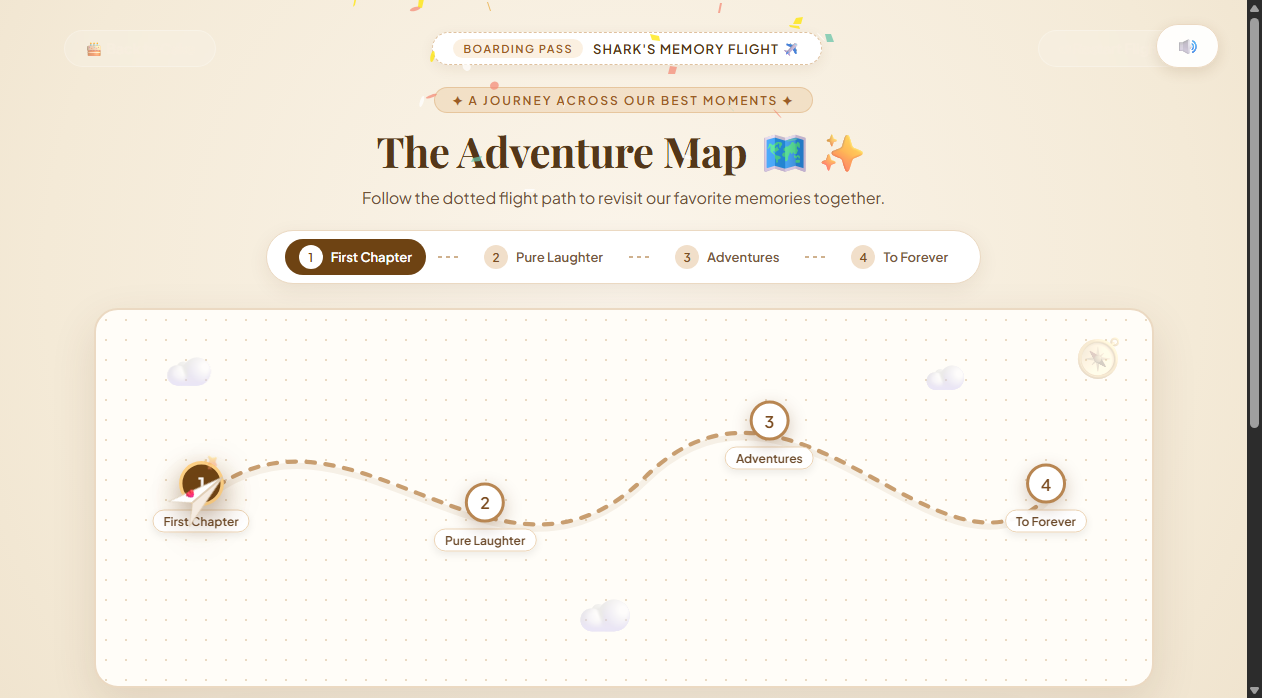 BOARDING PASS SHARK'S MEMORY FLIGHT
✦ A JOURNEY ACROSS OUR BEST MOMENTS ✦
The Adventure Map
Follow the dotted flight path to revisit our favorite memories together.
1 First Chapter 2 Pure Laughter 3 Adventures 4 To Forever
3
Adventures
1
First Chapter
2
Pure Laughter
4
To Forever